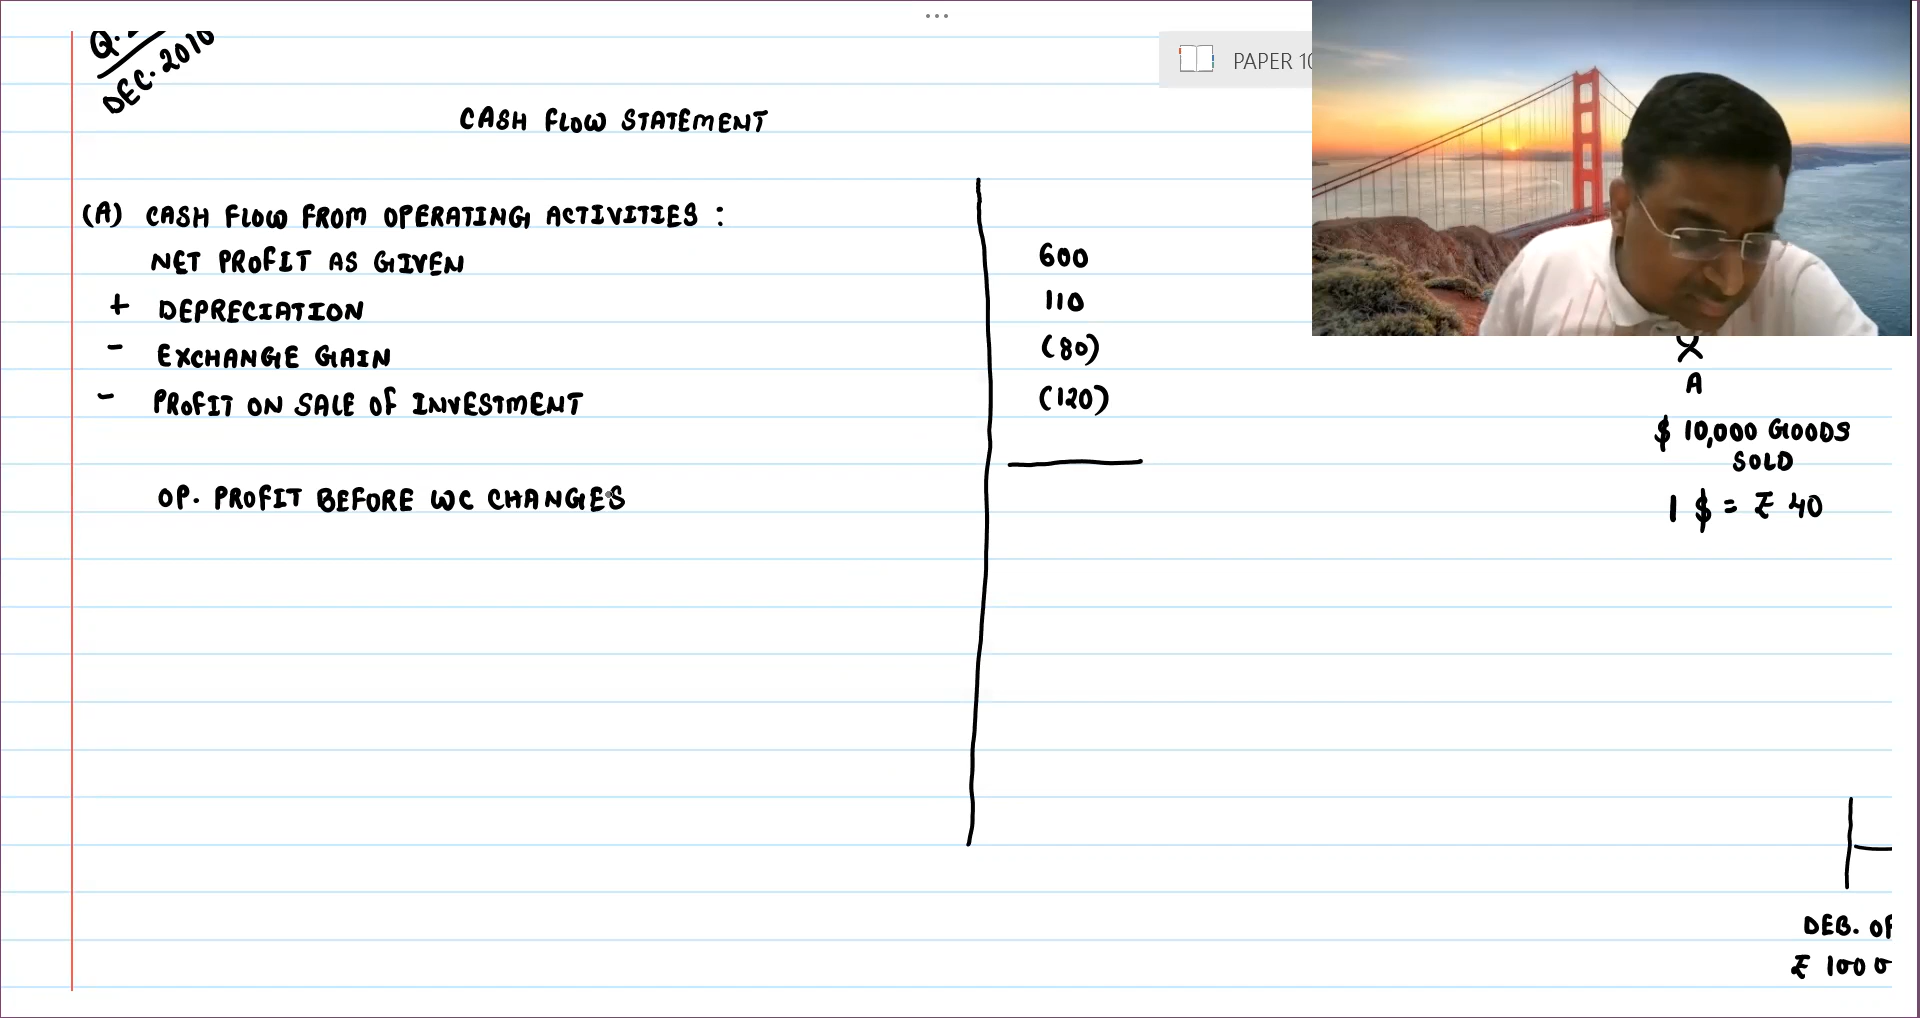 DEC. 2010
PAPER 10
CASH FLOW STATEMENT
(A) CASH FLOW FROM OPERATING ACTIVITIES :
NET PROFIT AS GIVEN 600
+ DEPRECIATION 110
- EXCHANGE GAIN (80)
- PROFIT ON SALE OF INVESTMENT (120)
OP. PROFIT BEFORE WC CHANGES
A
$ 10,000 GOODS
SOLD
1 $ = ₹ 40
DEB. OF
₹ 1000